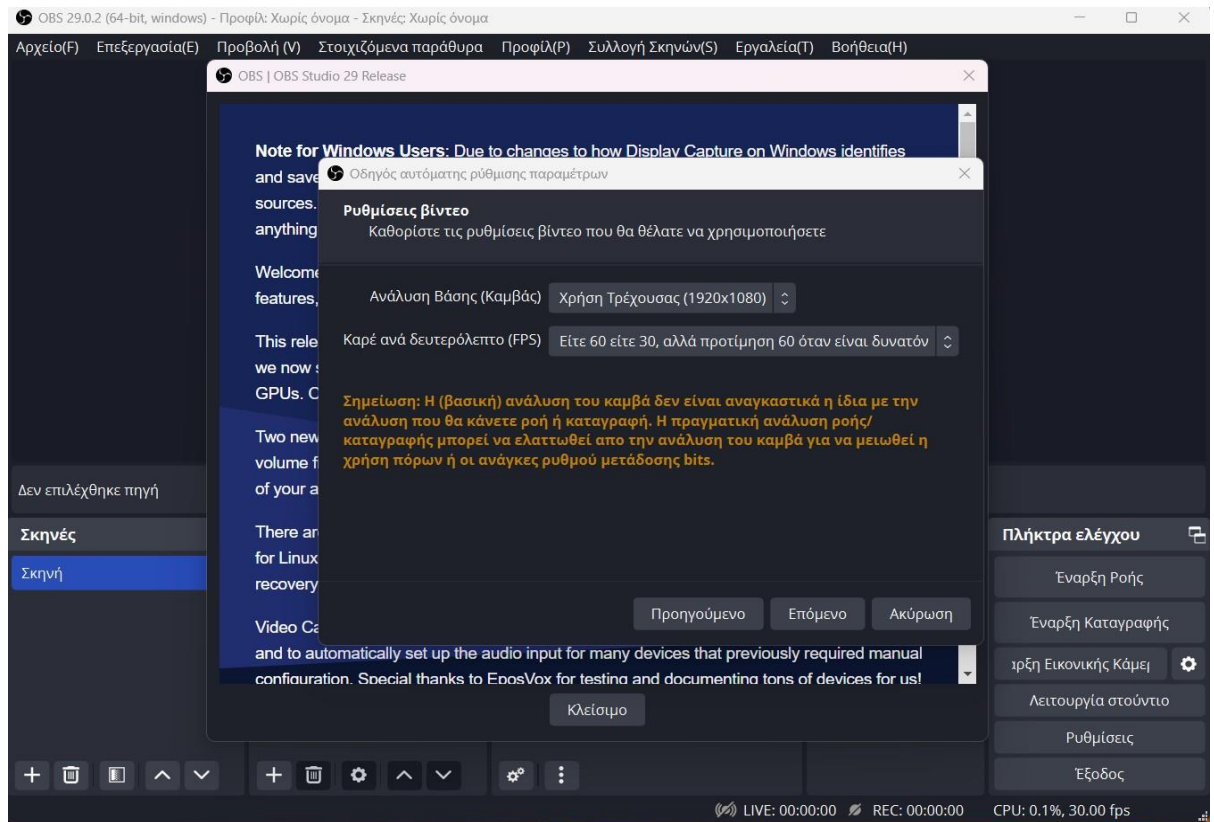 OBS 29.0.2 (64-bit, windows) - Προφίλ: Χωρίς όνομα - Σκηνές: Χωρίς όνομα
Αρχείο(F) Επεξεργασία(E) Προβολή (V) Στοιχιζόμενα παράθυρα Προφίλ(P) Συλλογή Σκηνών(S) Εργαλεία(T) Βοήθεια(H)
OBS | OBS Studio 29 Release
Note for Windows Users: Due to changes to how Display Capture on Windows identifies
and save
sources.
anything
Welcome
features,
This rele
we now
GPUs.
Two new
volume
of your a
There are
for Linux
recovery
Video Ca
and to automatically set up the audio input for many devices that previously required manual
configuration. Special thanks to EposVox for testing and documenting tons of devices for us!
Κλείσιμο
Οδηγός αυτόματης ρύθμισης παραμέτρων
Ρυθμίσεις βίντεο
Καθορίστε τις ρυθμίσεις βίντεο που θα θέλατε να χρησιμοποιήσετε
Ανάλυση Βάσης (Καμβάς) Χρήση Τρέχουσας (1920x1080)
Καρέ ανά δευτερόλεπτο (FPS) Είτε 60 είτε 30, αλλά προτίμηση 60 όταν είναι δυνατόν
Σημείωση: Η (βασική) ανάλυση του καμβά δεν είναι αναγκαστικά η ίδια με την
ανάλυση που θα κάνετε ροή ή καταγραφή. Η πραγματική ανάλυση ροής/
καταγραφής μπορεί να ελαττωθεί απο την ανάλυση του καμβά για να μειωθεί η
χρήση πόρων ή οι ανάγκες ρυθμού μετάδοσης bits.
Προηγούμενο Επόμενο Ακύρωση
Δεν επιλέχθηκε πηγή
Σκηνές
Σκηνή
Πλήκτρα ελέγχου
Έναρξη Ροής
Έναρξη Καταγραφής
ιρξη Εικονικής Κάμερ
Λειτουργία στούντιο
Ρυθμίσεις
Έξοδος
LIVE: 00:00:00 REC: 00:00:00 CPU: 0.1%, 30.00 fps